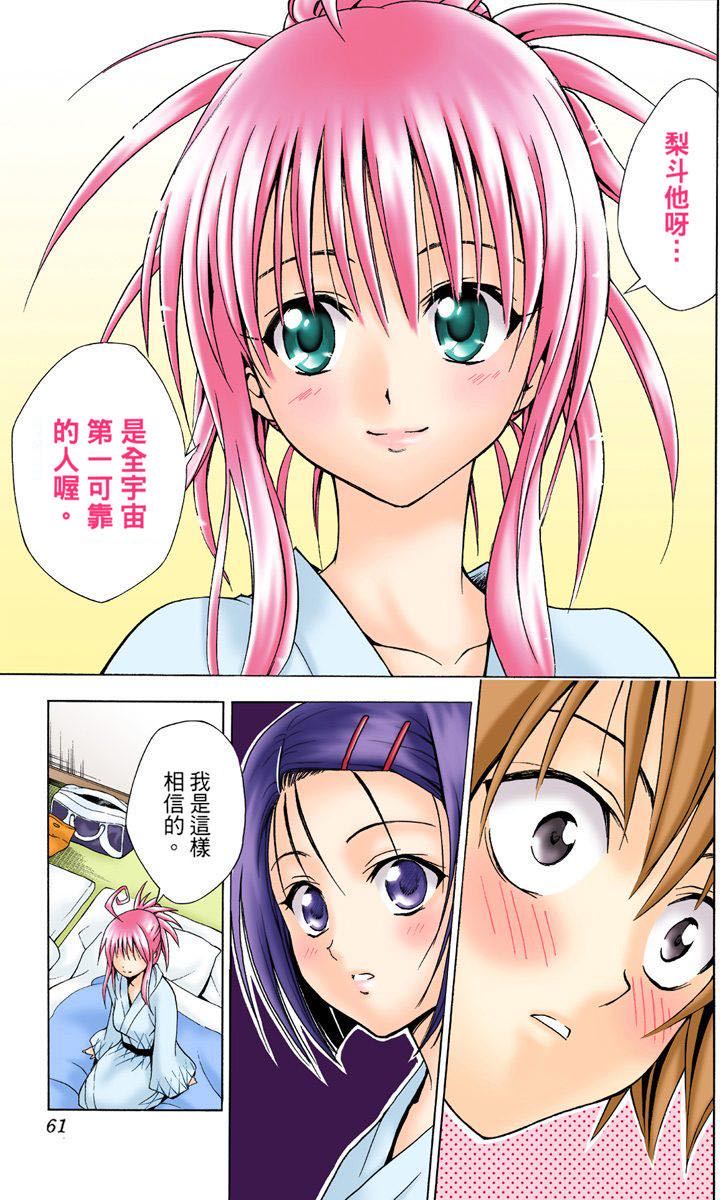 梨斗他呀⋯
是全宇宙
第一可靠
的人喔。
我是這樣
相信的。
61